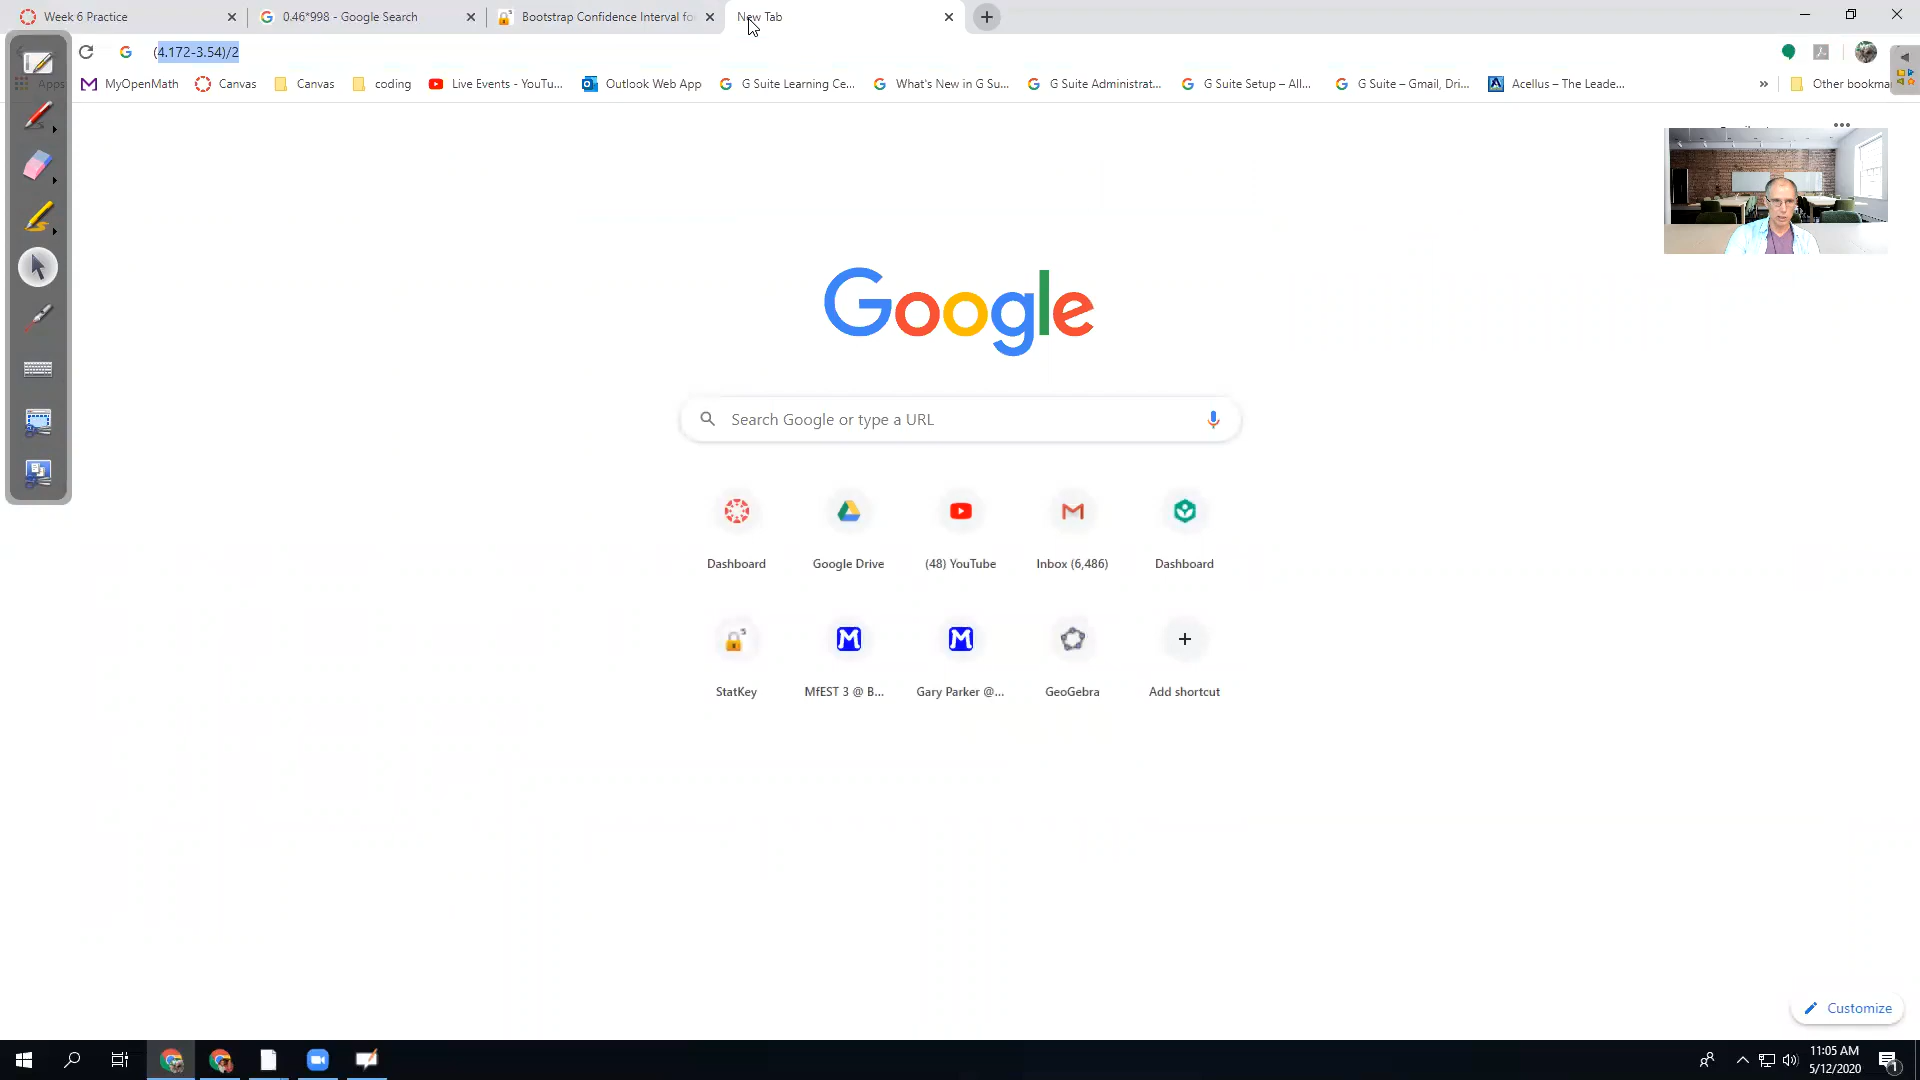 Week 6 Practice
0.46*998 - Google Search
Bootstrap Confidence Interval fo
New Tab
(4.172-3.54)/2
Apps
MyOpenMath
Canvas
Canvas
coding
Live Events - YouTu...
Outlook Web App
G Suite Learning Ce...
What's New in G Su...
G Suite Administrat...
G Suite Setup – All...
G Suite – Gmail, Dri...
Acellus – The Leade...
»
Other bookma
Google
Search Google or type a URL
Dashboard
Google Drive
(48) YouTube
Inbox (6,486)
Dashboard
StatKey
MfEST 3 @ B...
Gary Parker @...
GeoGebra
Add shortcut
Customize
11:05 AM
5/12/2020
1